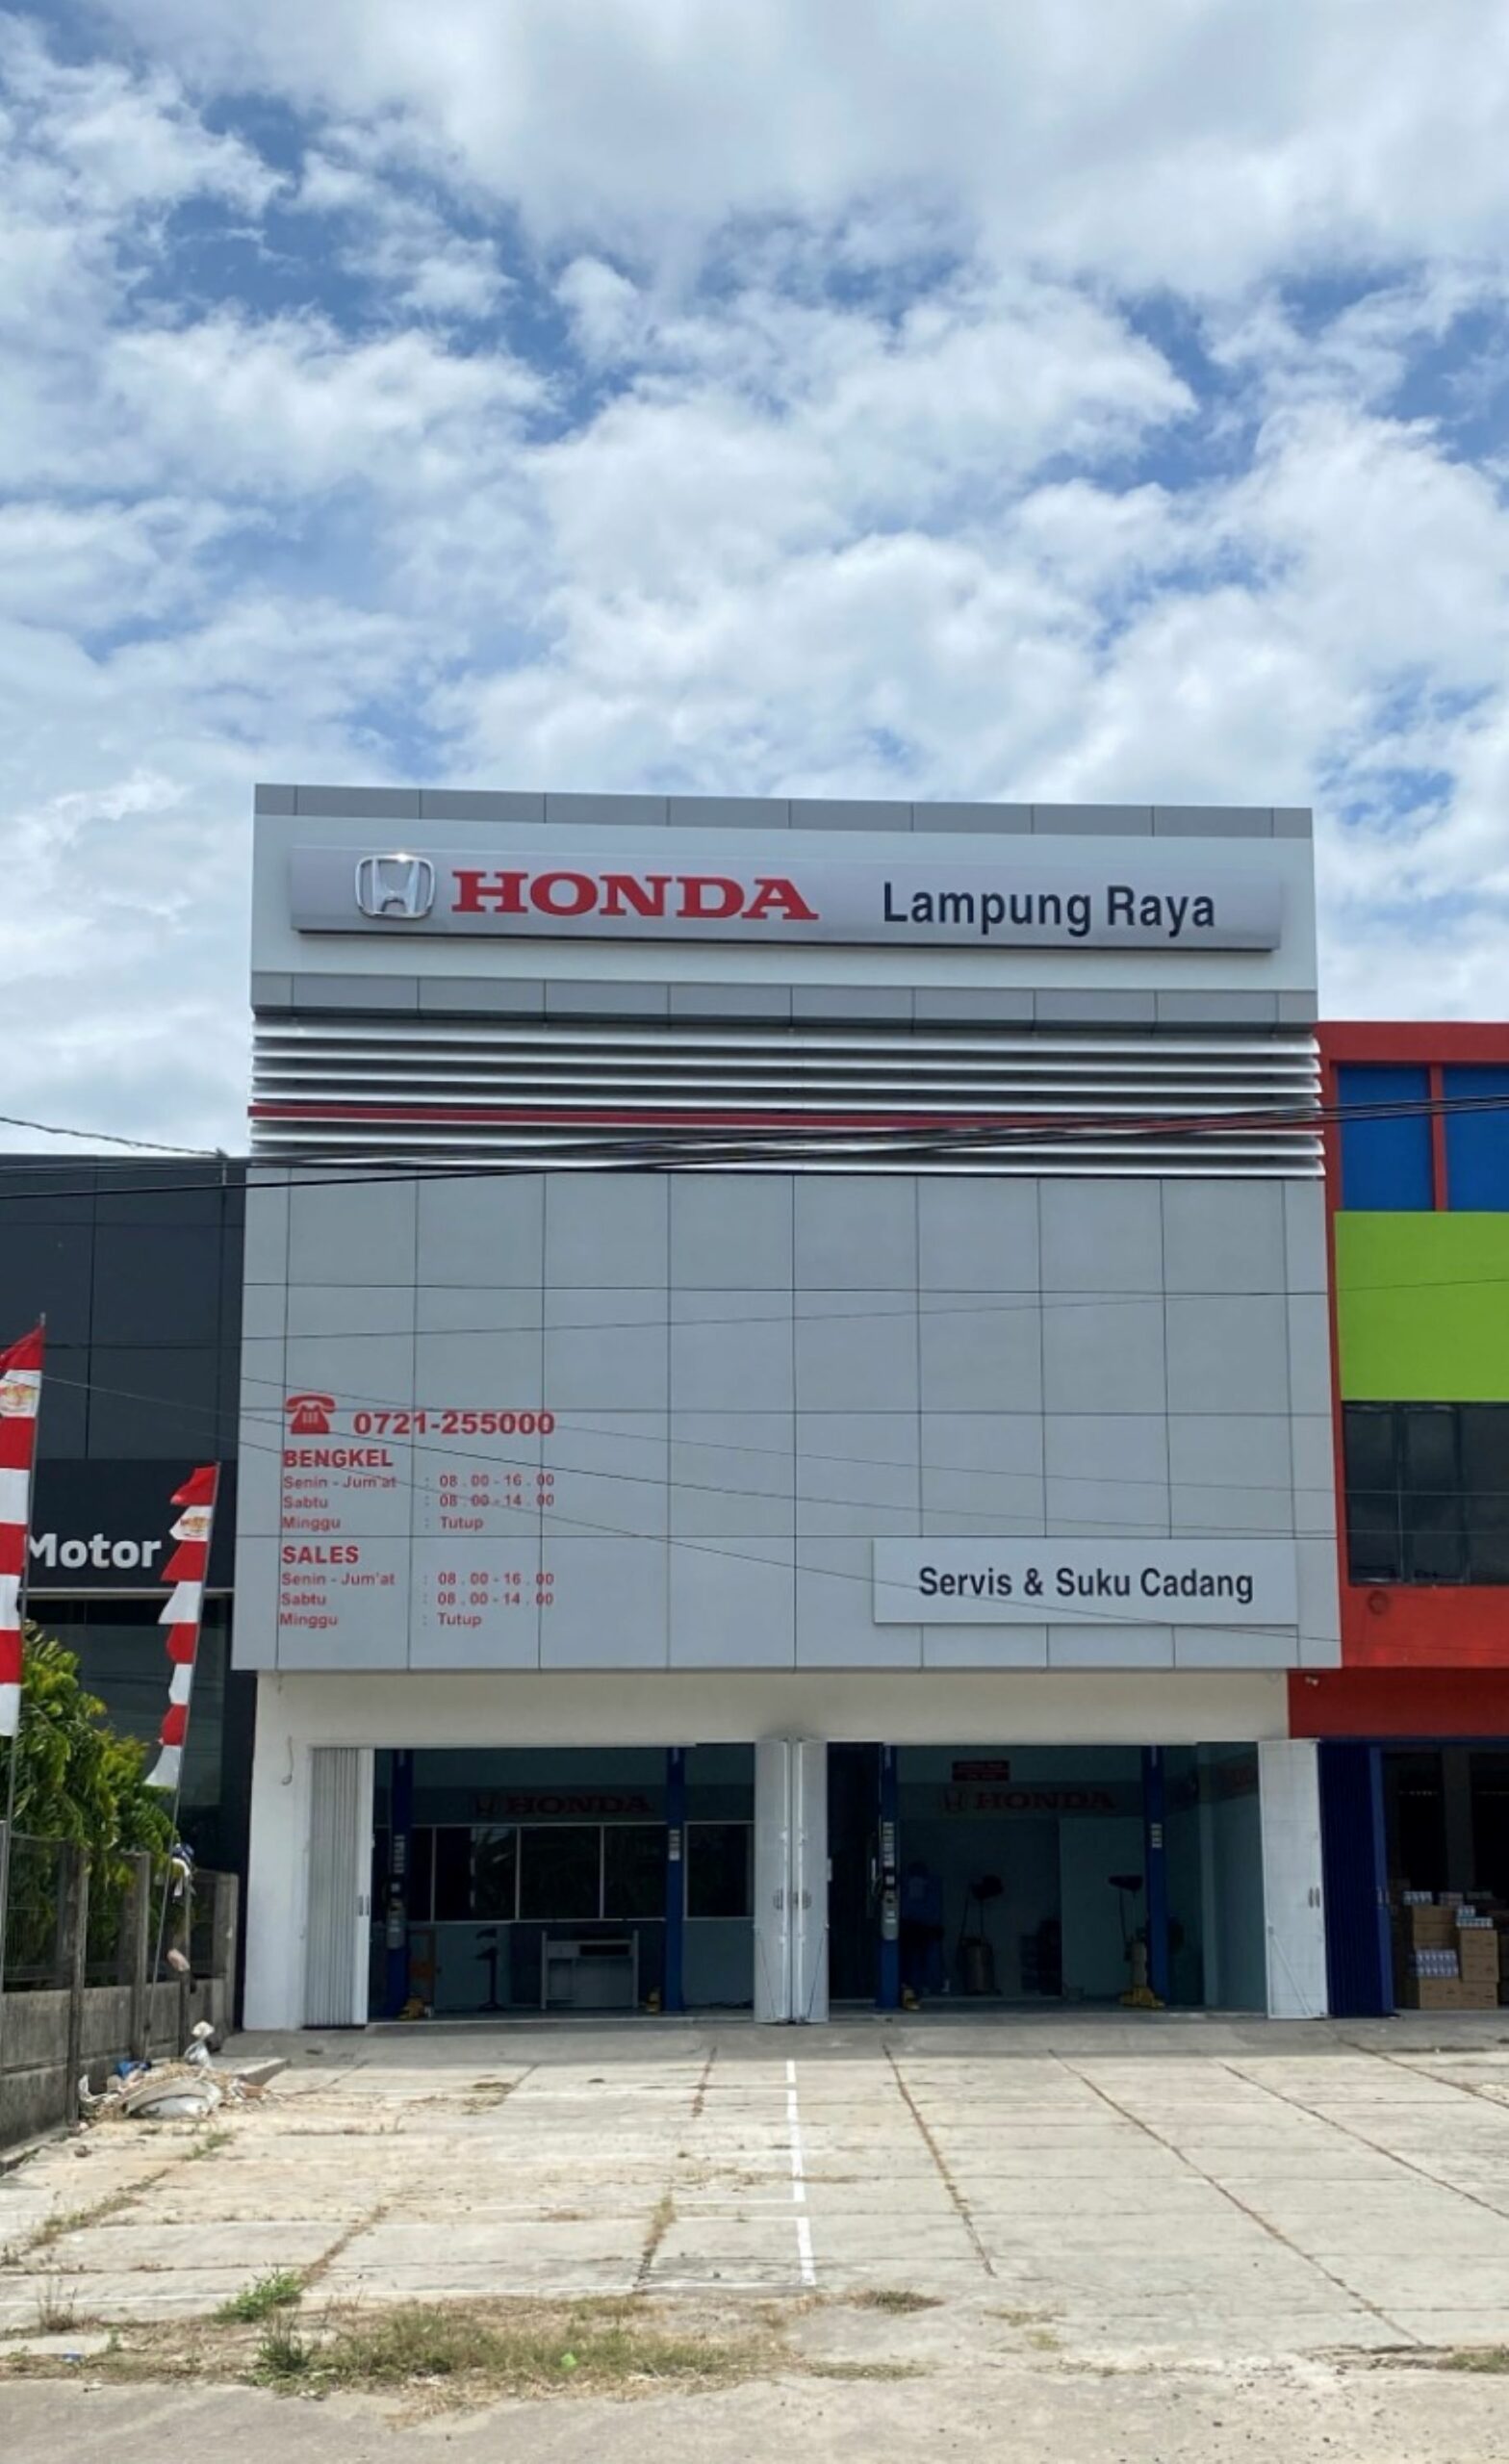 HONDA Lampung Raya
0721-255000
BENGKEL
Senin - Jum'at : 08 . 00 - 16 . 00
Sabtu : 08 . 00 - 14 . 00
Minggu : Tutup
SALES
Senin - Jum'at : 08 . 00 - 16 . 00
Sabtu : 08 . 00 - 14 . 00
Minggu : Tutup
Motor
Servis & Suku Cadang
HONDA
HONDA